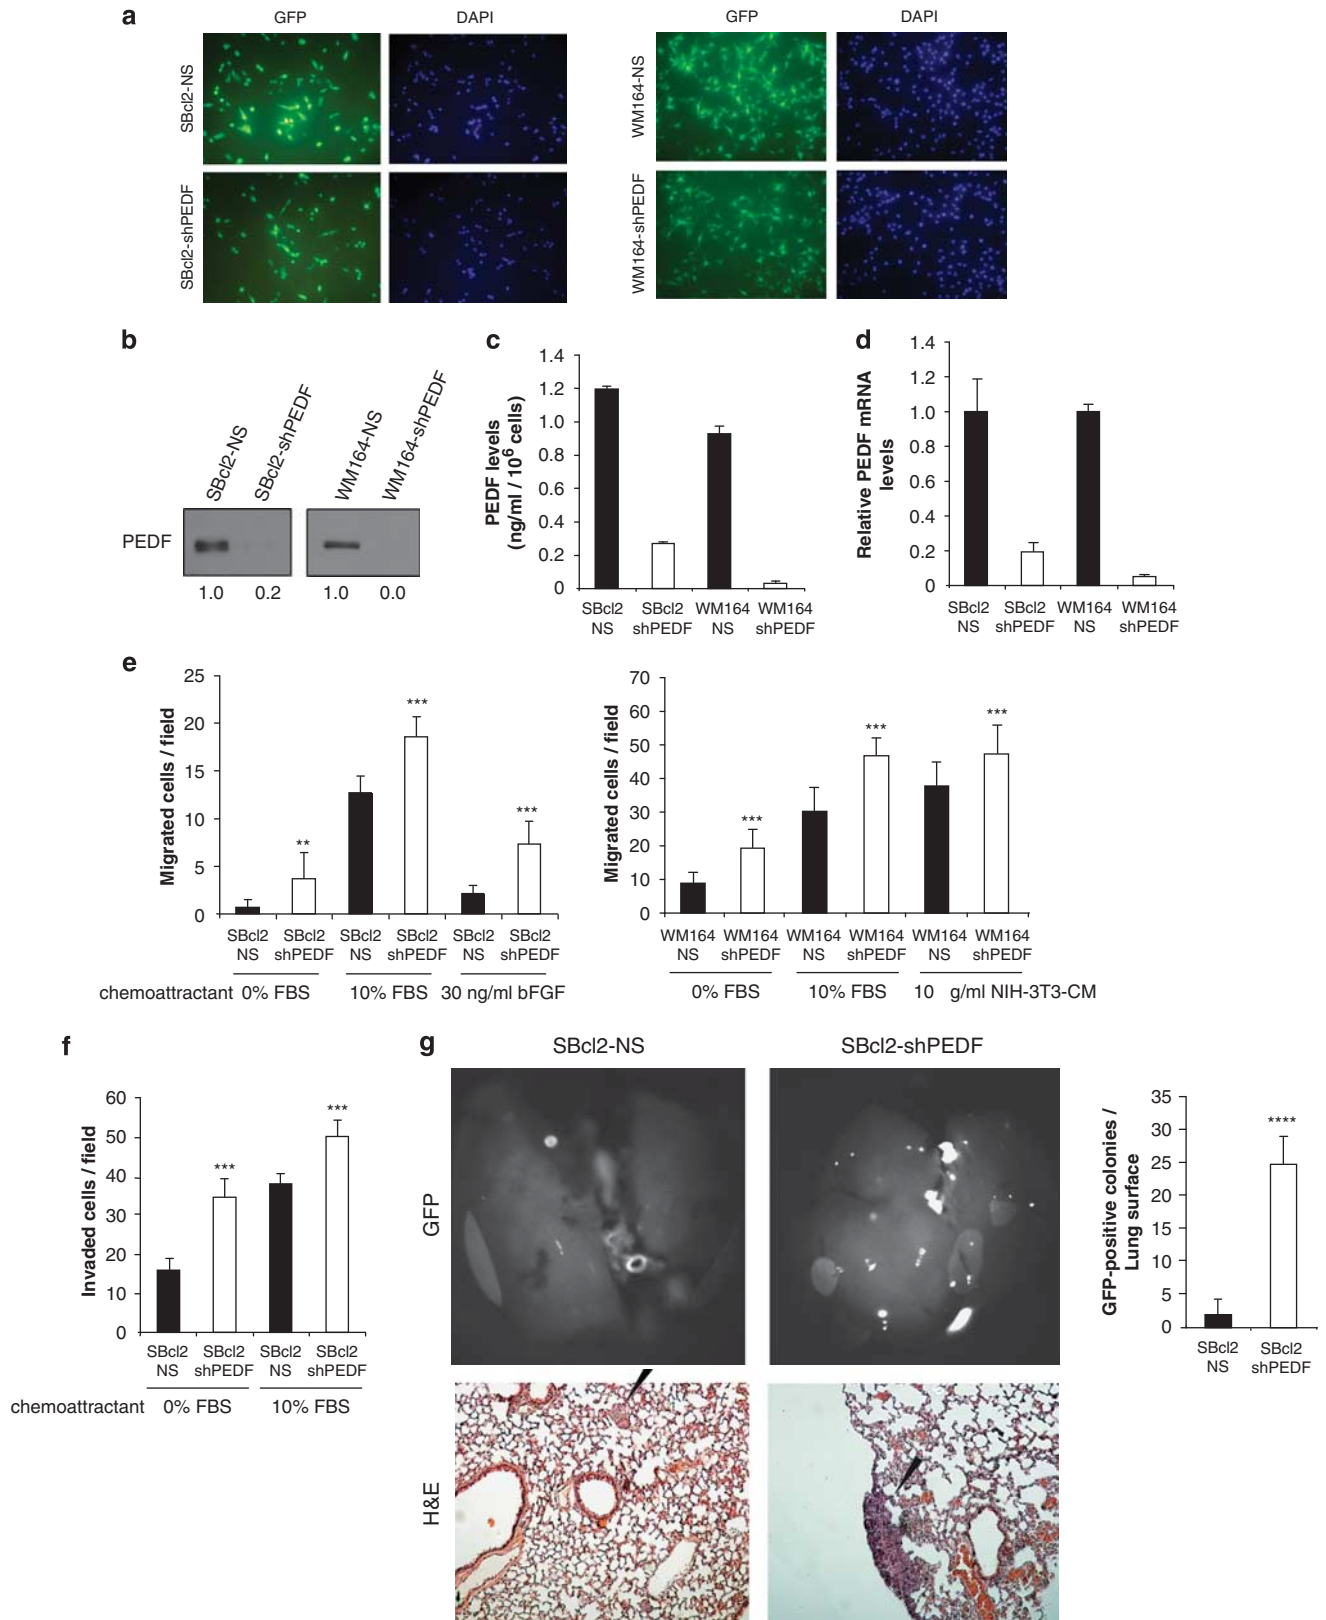 a
GFP
DAPI
GFP
DAPI
SBcl2-NS
SBcl2-shPEDF
WM164-NS
WM164-shPEDF
b
SBcl2-NS
SBcl2-shPEDF
WM164-NS
WM164-shPEDF
PEDF
1.0
0.2
1.0
0.0
c
PEDF levels
(ng/ml / 10⁶ cells)
1.4
1.2
1.0
0.8
0.6
0.4
0.2
0
SBcl2
NS
SBcl2
shPEDF
WM164
NS
WM164
shPEDF
d
Relative PEDF mRNA
levels
1.4
1.2
1.0
0.8
0.6
0.4
0.2
0
SBcl2
NS
SBcl2
shPEDF
WM164
NS
WM164
shPEDF
e
Migrated cells / field
25
20
15
10
5
0
**
***
***
SBcl2
NS
SBcl2
shPEDF
SBcl2
NS
SBcl2
shPEDF
SBcl2
NS
SBcl2
shPEDF
chemoattractant 0% FBS
10% FBS
30 ng/ml bFGF
Migrated cells / field
70
60
50
40
30
20
10
0
***
***
***
WM164
NS
WM164
shPEDF
WM164
NS
WM164
shPEDF
WM164
NS
WM164
shPEDF
0% FBS
10% FBS
10 g/ml NIH-3T3-CM
f
Invaded cells / field
60
50
40
30
20
10
0
***
***
SBcl2
NS
SBcl2
shPEDF
SBcl2
NS
SBcl2
shPEDF
chemoattractant
0% FBS
10% FBS
g
SBcl2-NS
SBcl2-shPEDF
GFP
H&E
GFP-positive colonies /
Lung surface
35
30
25
20
15
10
5
0
****
SBcl2
NS
SBcl2
shPEDF